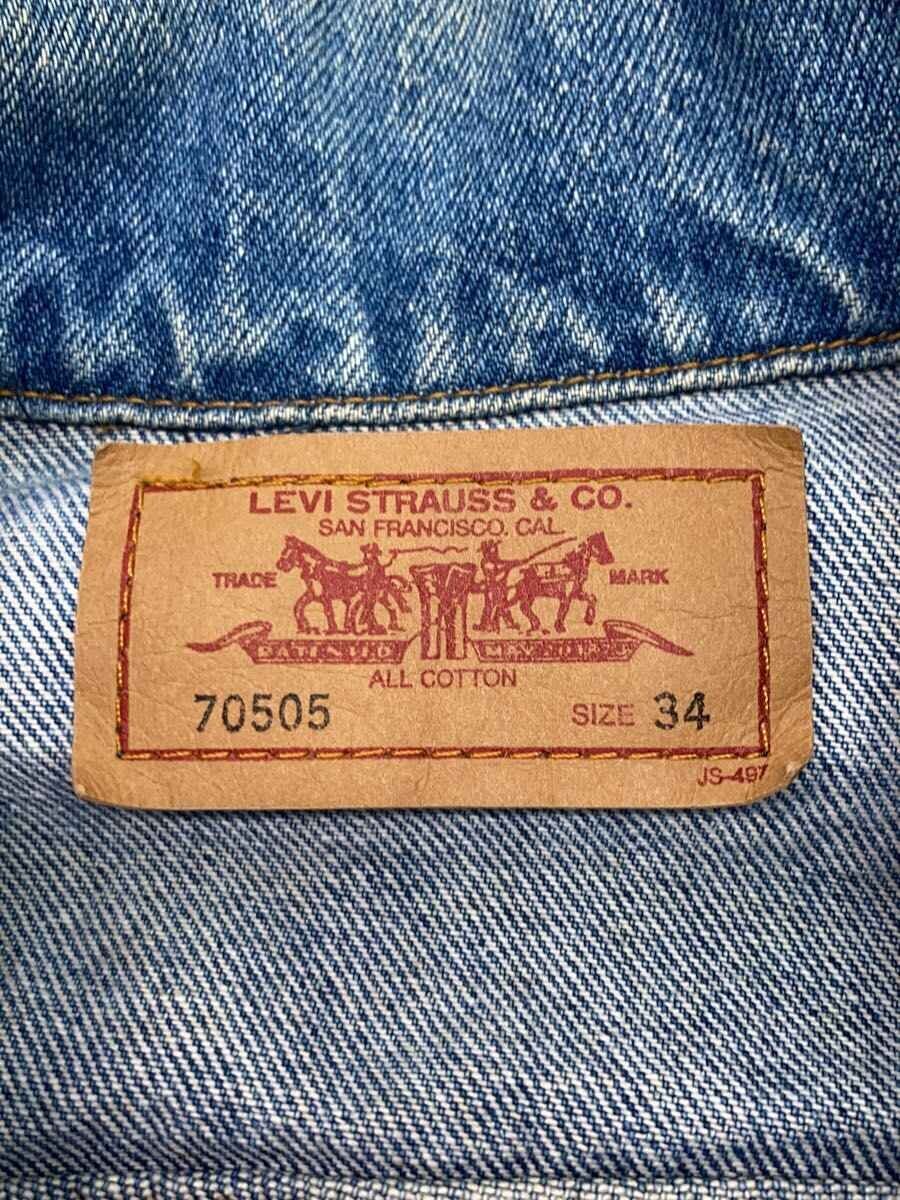 LEVI STRAUSS & CO.
SAN FRANCISCO. CAL.
TRADE MARK
ALL COTTON
70505 SIZE 34
JS-497